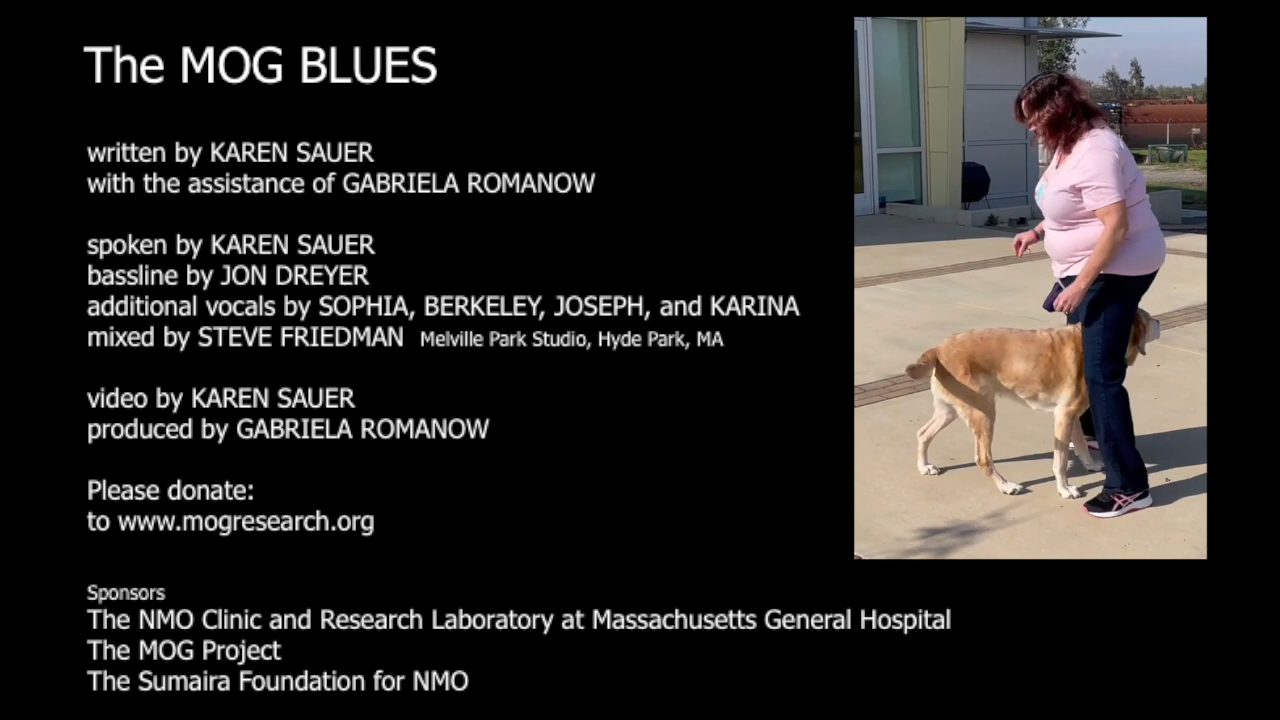 The MOG BLUES
written by KAREN SAUER
with the assistance of GABRIELA ROMANOW
spoken by KAREN SAUER
bassline by JON DREYER
additional vocals by SOPHIA, BERKELEY, JOSEPH, and KARINA
mixed by STEVE FRIEDMAN Melville Park Studio, Hyde Park, MA
video by KAREN SAUER
produced by GABRIELA ROMANOW
Please donate:
to www.mogresearch.org
Sponsors
The NMO Clinic and Research Laboratory at Massachusetts General Hospital
The MOG Project
The Sumaira Foundation for NMO